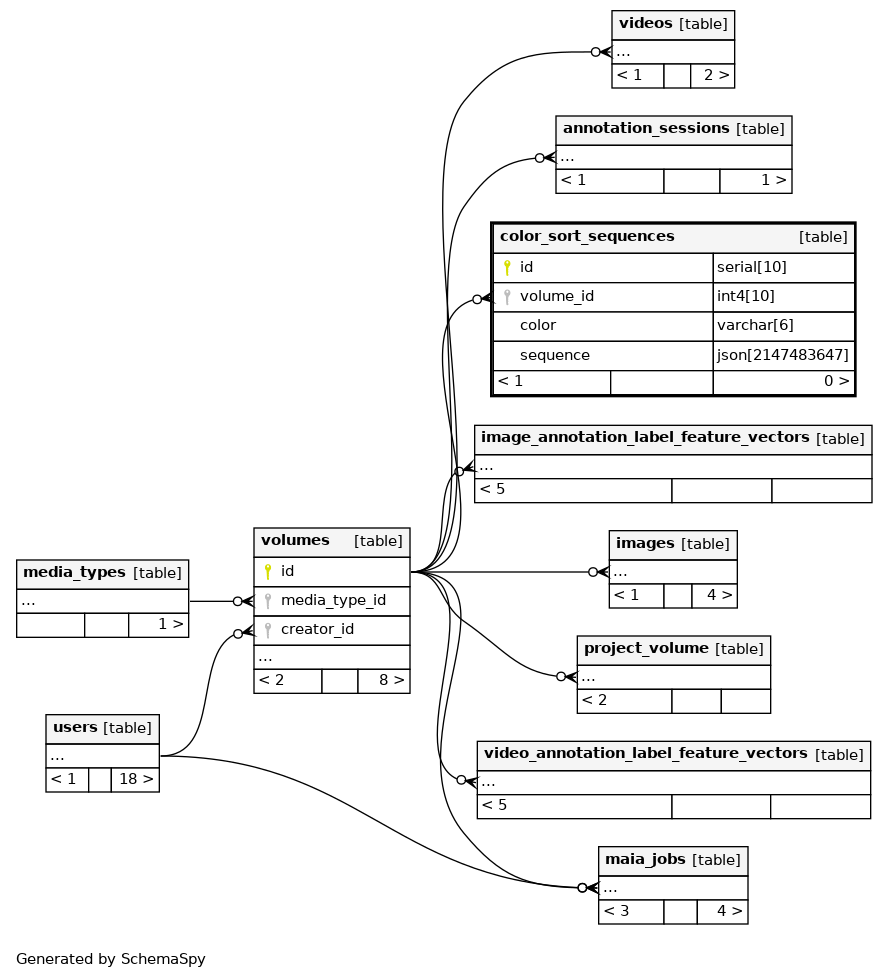 videos [table]
...
< 1 2 >
annotation_sessions [table]
...
< 1 1 >
color_sort_sequences [table]
id serial[10]
volume_id int4[10]
color varchar[6]
sequence json[2147483647]
< 1 0 >
image_annotation_label_feature_vectors [table]
...
< 5
volumes [table]
id
media_type_id
creator_id
...
< 2 8 >
media_types [table]
...
1 >
images [table]
...
< 1 4 >
project_volume [table]
...
< 2
users [table]
...
< 1 18 >
video_annotation_label_feature_vectors [table]
...
< 5
maia_jobs [table]
...
< 3 4 >
Generated by SchemaSpy